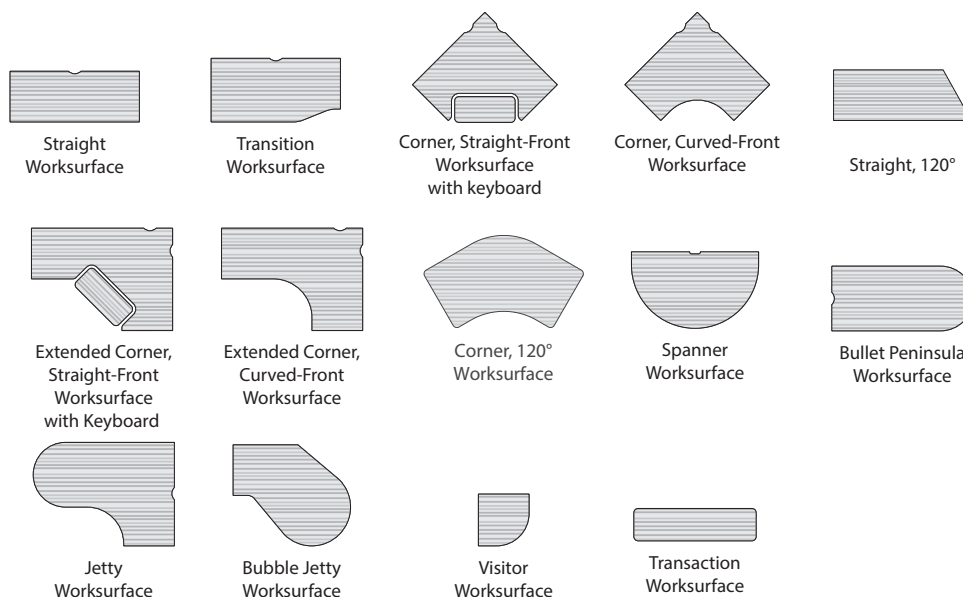 Straight
Worksurface
Transition
Worksurface
Corner, Straight-Front
Worksurface
with keyboard
Corner, Curved-Front
Worksurface
Straight, 120°
Extended Corner,
Straight-Front
Worksurface
with Keyboard
Extended Corner,
Curved-Front
Worksurface
Corner, 120°
Worksurface
Spanner
Worksurface
Bullet Peninsula
Worksurface
Jetty
Worksurface
Bubble Jetty
Worksurface
Visitor
Worksurface
Transaction
Worksurface